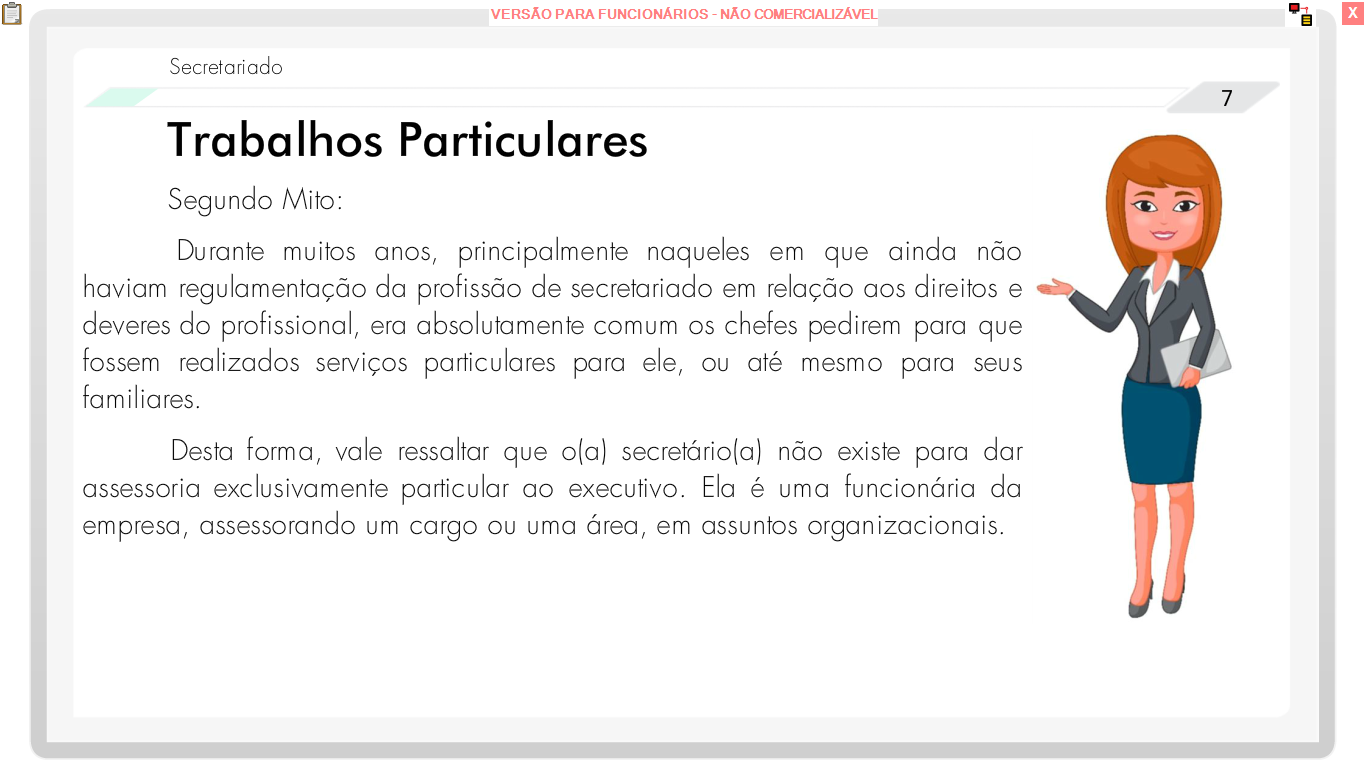 VERSÃO PARA FUNCIONÁRIOS - NÃO COMERCIALIZÁVEL
X
Secretariado
7
Trabalhos Particulares
Segundo Mito:
Durante muitos anos, principalmente naqueles em que ainda não
haviam regulamentação da profissão de secretariado em relação aos direitos e
deveres do profissional, era absolutamente comum os chefes pedirem para que
fossem realizados serviços particulares para ele, ou até mesmo para seus
familiares.
Desta forma, vale ressaltar que o(a) secretário(a) não existe para dar
assessoria exclusivamente particular ao executivo. Ela é uma funcionária da
empresa, assessorando um cargo ou uma área, em assuntos organizacionais.